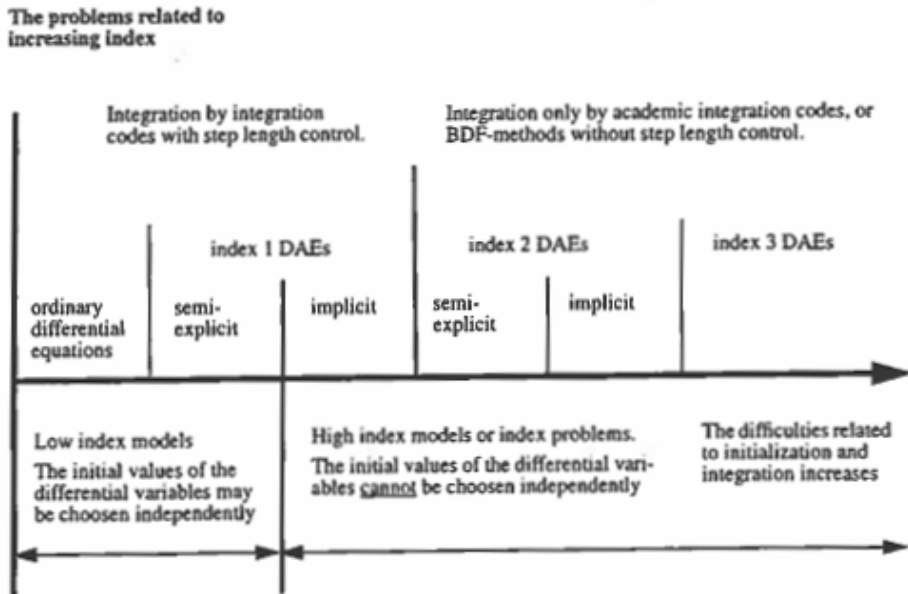 The problems related to
increasing index
Integration by integration
codes with step length control.
Integration only by academic integration codes, or
BDF-methods without step length control.
index 1 DAEs
index 2 DAEs
index 3 DAEs
ordinary
differential
equations
semi-
explicit
implicit
semi-
explicit
implicit
Low index models
The initial values of the
differential variables may
be choosen independently
High index models or index problems.
The initial values of the differential vari-
ables cannot be choosen independently
The difficulties related
to initialization and
integration increases